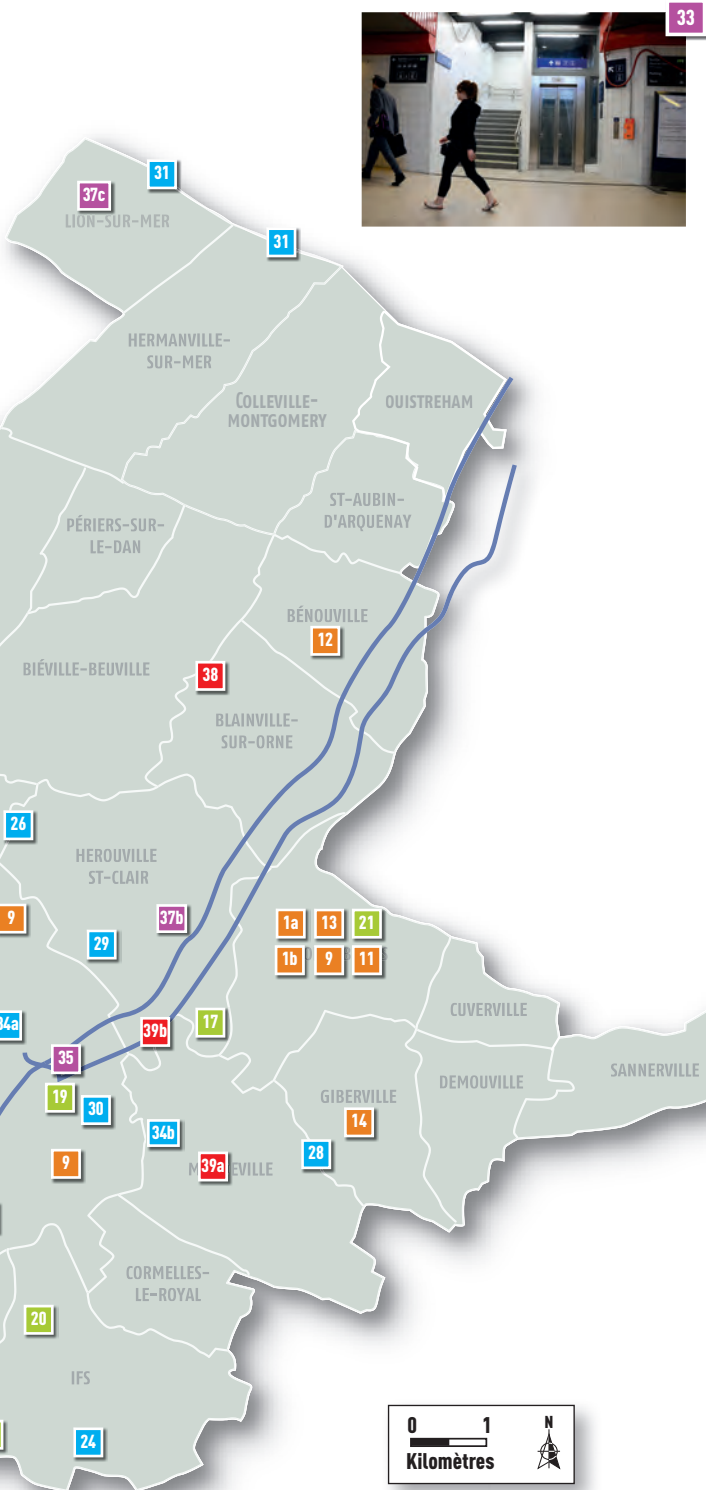 33
31
37c
LION-SUR-MER
31
HERMANVILLE-
SUR-MER
COLLEVILLE-
MONTGOMERY
OUISTREHAM
ST-AUBIN-
D'ARQUENAY
PÉRIERS-SUR-
LE-DAN
BÉNOUVILLE
12
BIÉVILLE-BEUVILLE
38
BLAINVILLE-
SUR-ORNE
26
HEROUVILLE
ST-CLAIR
9
37b
29
1a 13 21
1b 9 11
CUVERVILLE
34a
39b
17
35
SANNERVILLE
DEMOUVILLE
19
30
GIBERVILLE
14
34b
28
9
39a
EVILLE
CORMELLES-
LE-ROYAL
20
IFS
24
0 1
Kilomètres
N